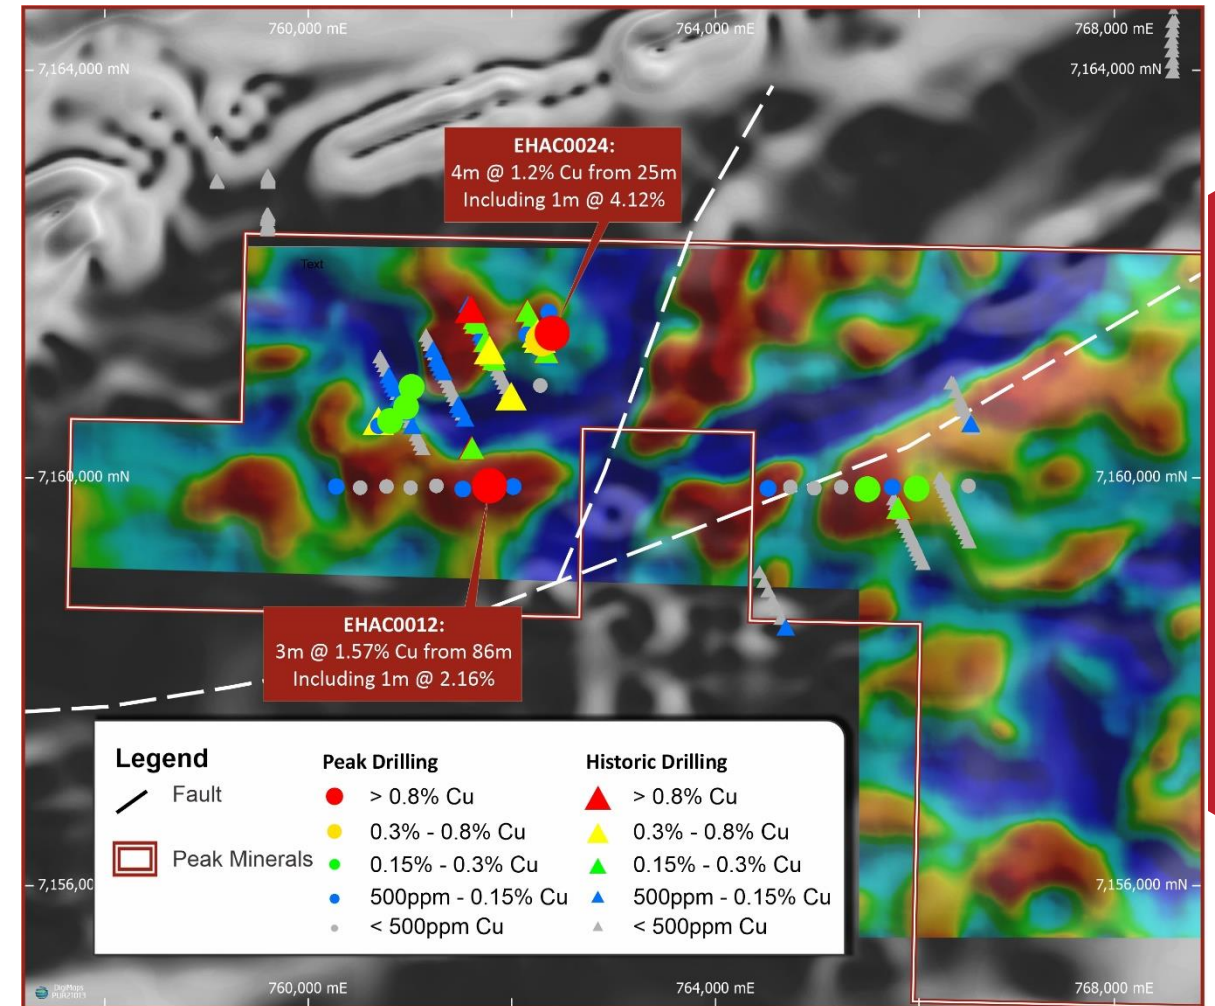 760,000 mE
764,000 mE
768,000 mE
7,164,000 mN
7,164,000 mN
EHAC0024:
4m @ 1.2% Cu from 25m
Including 1m @ 4.12%
Text
7,160,000 mN
7,160,000 mN
EHAC0012:
3m @ 1.57% Cu from 86m
Including 1m @ 2.16%
Legend
Fault
Peak Minerals
Peak Drilling
> 0.8% Cu
0.3% - 0.8% Cu
0.15% - 0.3% Cu
500ppm - 0.15% Cu
< 500ppm Cu
Historic Drilling
> 0.8% Cu
0.3% - 0.8% Cu
0.15% - 0.3% Cu
500ppm - 0.15% Cu
< 500ppm Cu
7,156,00
7,156,000 mN
DigMaps
760,000 mE
764,000 mE
768,000 mE